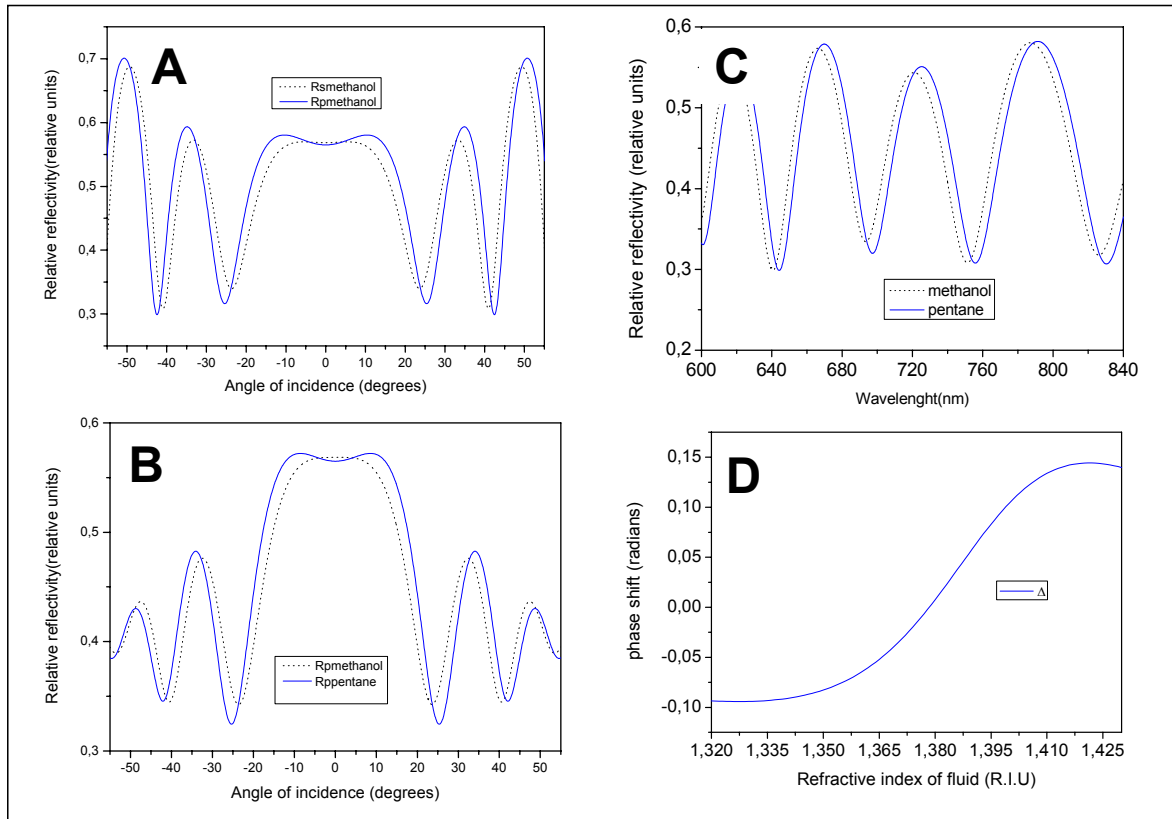 A
Relative reflectivity(relative units)
0,7
0,6
0,5
0,4
0,3
Rsmethanol
Rpmethanol
-50 -40 -30 -20 -10 0 10 20 30 40 50
Angle of incidence (degrees)
C
Relative reflectivity (relative units)
0,6
0,5
0,4
0,3
0,2
methanol
pentane
600 640 680 720 760 800 840
Wavelenght(nm)
B
Relative reflectivity(relative units)
0,6
0,5
0,4
0,3
Rpmethanol
Rppentane
-50 -40 -30 -20 -10 0 10 20 30 40 50
Angle of incidence (degrees)
D
phase shift (radians)
0,15
0,10
0,05
0,00
-0,05
-0,10
Δ
1,320 1,335 1,350 1,365 1,380 1,395 1,410 1,425
Refractive index of fluid (R.I.U)